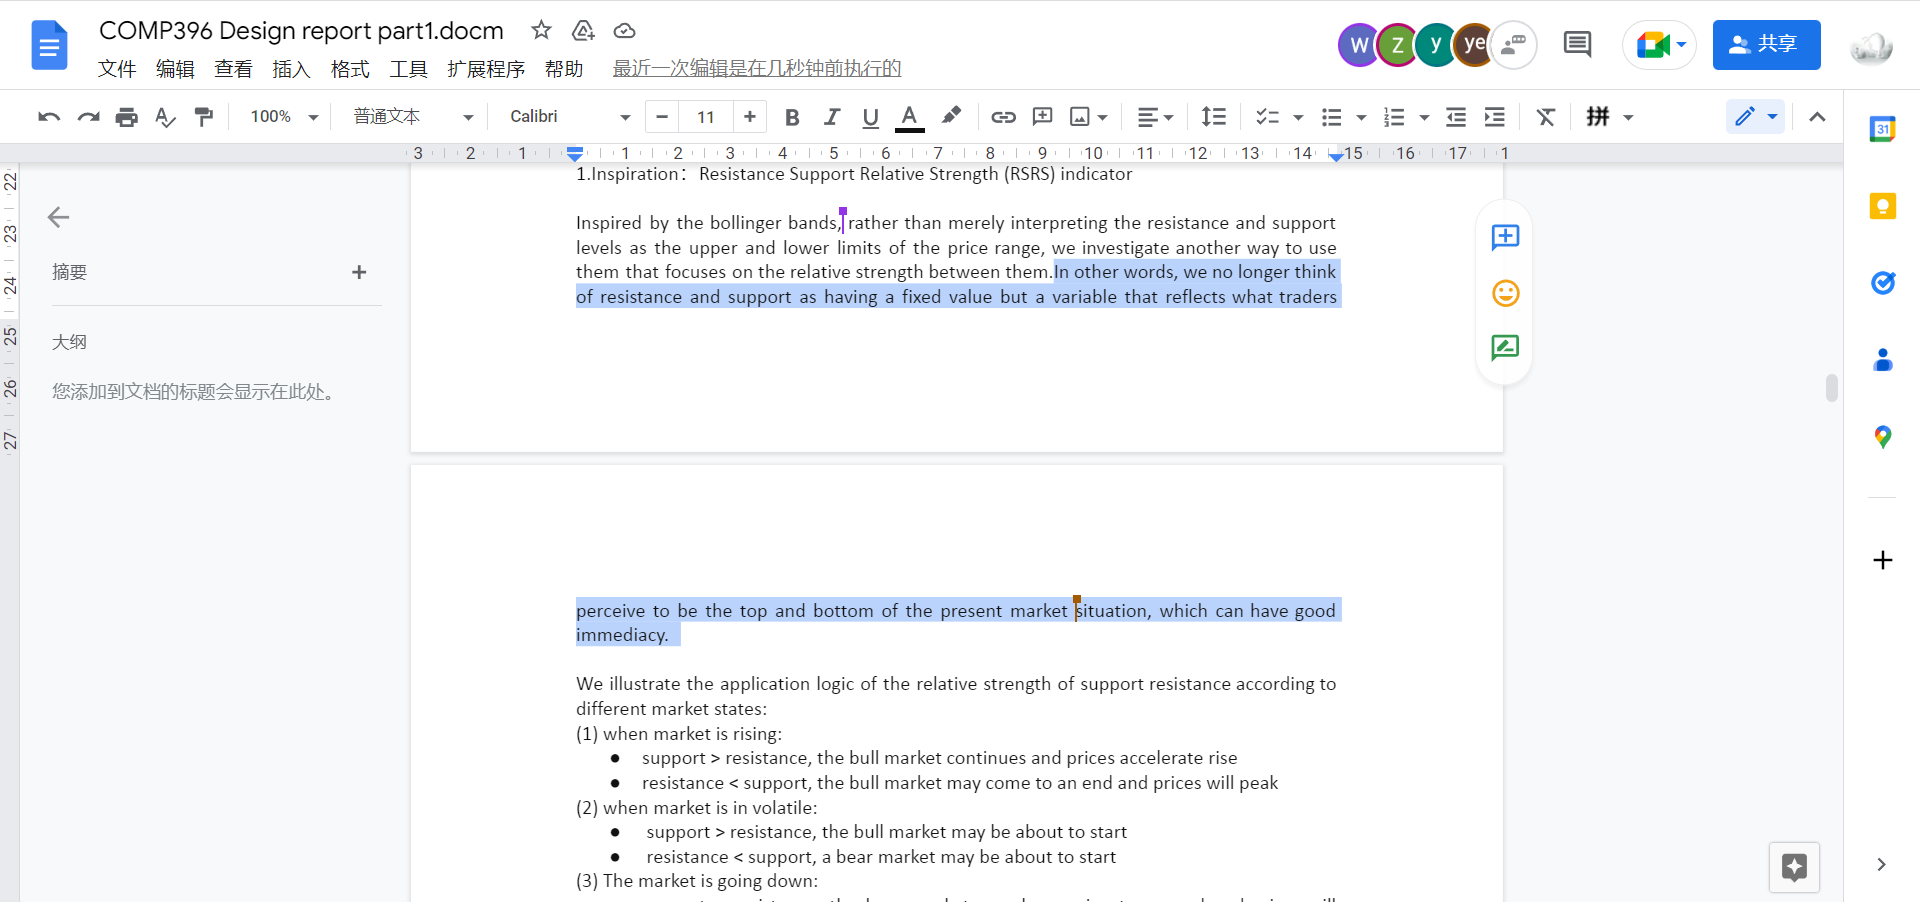 COMP396 Design report part1.docm
文件 编辑 查看 插入 格式 工具 扩展程序 帮助 最近一次编辑是在几秒钟前执行的
W Z y ye 共享
100% 普通文本 Calibri 11 B I U A 拼
3 2 1 1 2 3 4 5 6 7 8 9 10 11 12 13 14 15 16 17 1
22
23
24
25
26
27
31
摘要
大纲
您添加到文档的标题会显示在此处。
1.Inspiration： Resistance Support Relative Strength (RSRS) indicator
Inspired by the bollinger bands, rather than merely interpreting the resistance and support
levels as the upper and lower limits of the price range, we investigate another way to use
them that focuses on the relative strength between them.In other words, we no longer think
of resistance and support as having a fixed value but a variable that reflects what traders
perceive to be the top and bottom of the present market situation, which can have good
immediacy.
We illustrate the application logic of the relative strength of support resistance according to
different market states:
(1) when market is rising:
● support > resistance, the bull market continues and prices accelerate rise
● resistance < support, the bull market may come to an end and prices will peak
(2) when market is in volatile:
● support > resistance, the bull market may be about to start
● resistance < support, a bear market may be about to start
(3) The market is going down: